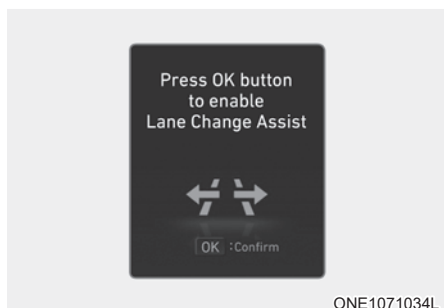 Press OK button
to enable
Lane Change Assist
OK :Confirm
ONE1071034L